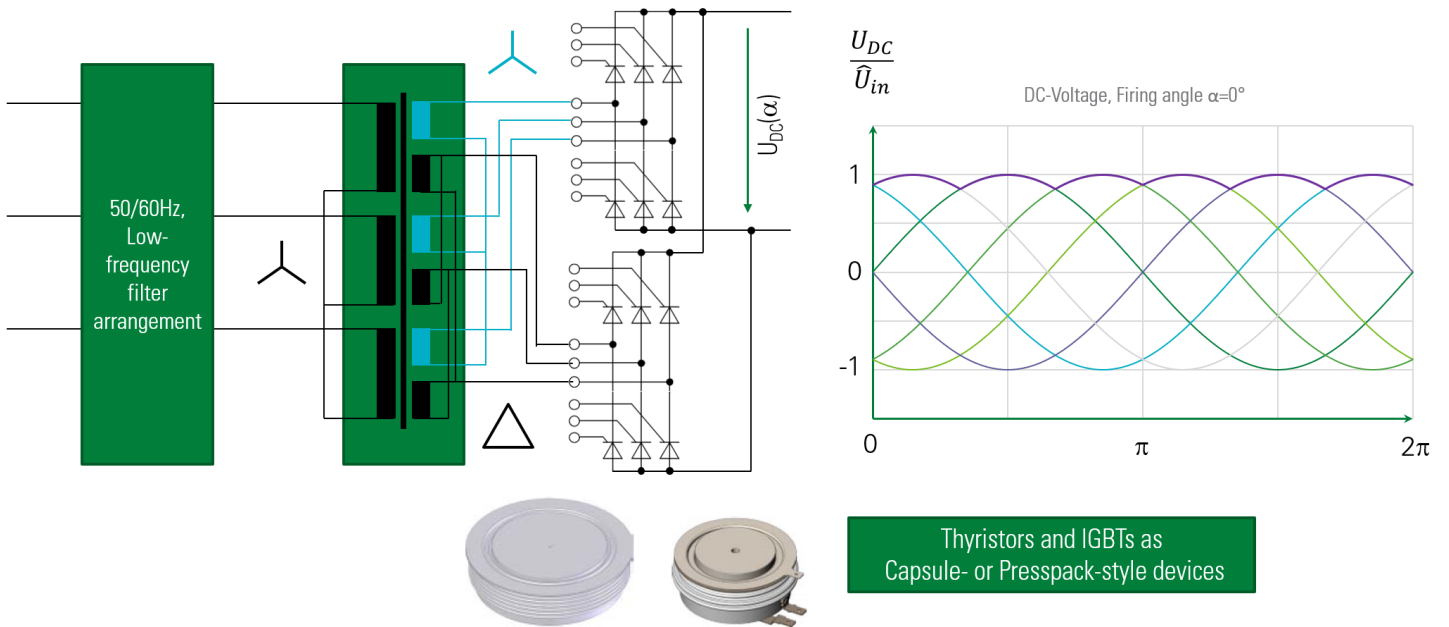 50/60Hz,
Low-
frequency
filter
arrangement
U_DC(α)
U_DC
Û_in
DC-Voltage, Firing angle α=0°
1
0
-1
0
π
2π
Thyristors and IGBTs as
Capsule- or Presspack-style devices